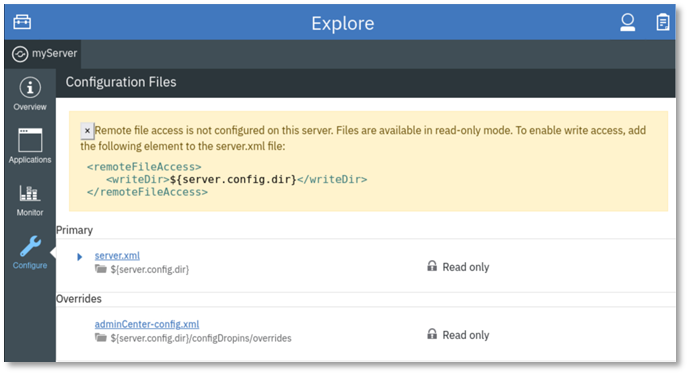 Explore
myServer
Overview
Applications
Monitor
Configure
Configuration Files
× Remote file access is not configured on this server. Files are available in read-only mode. To enable write access, add
the following element to the server.xml file:
<remoteFileAccess>
<writeDir>${server.config.dir}</writeDir>
</remoteFileAccess>
Primary
server.xml
${server.config.dir}
Read only
Overrides
adminCenter-config.xml
${server.config.dir}/configDropins/overrides
Read only